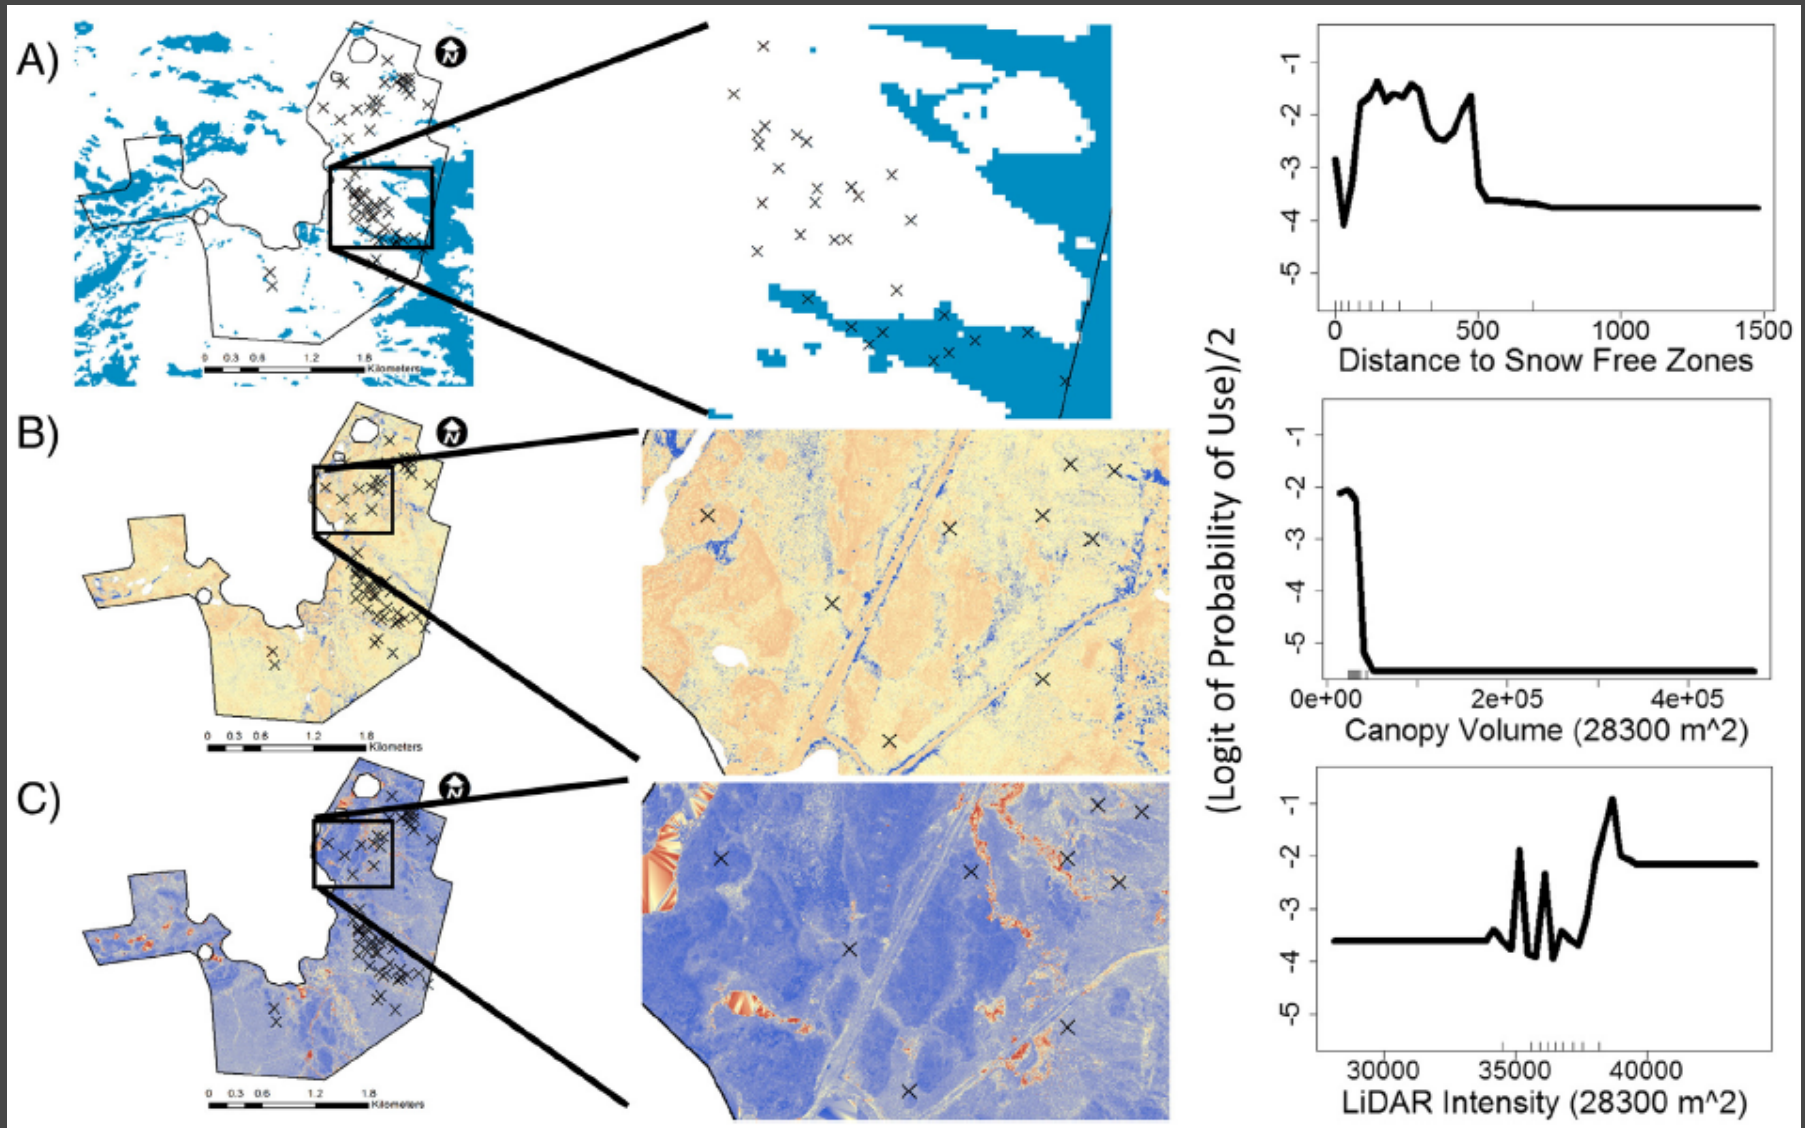 A)
N
0 0.3 0.6 1.2 1.8
Kilometers
B)
N
0 0.3 0.6 1.2 1.8
Kilometers
C)
N
0 0.3 0.6 1.2 1.8
Kilometers
(Logit of Probability of Use)/2
-1
-2
-3
-4
-5
0 500 1000 1500
Distance to Snow Free Zones
-1
-2
-3
-4
-5
0e+00 2e+05 4e+05
Canopy Volume (28300 m^2)
-1
-2
-3
-4
-5
30000 35000 40000
LiDAR Intensity (28300 m^2)